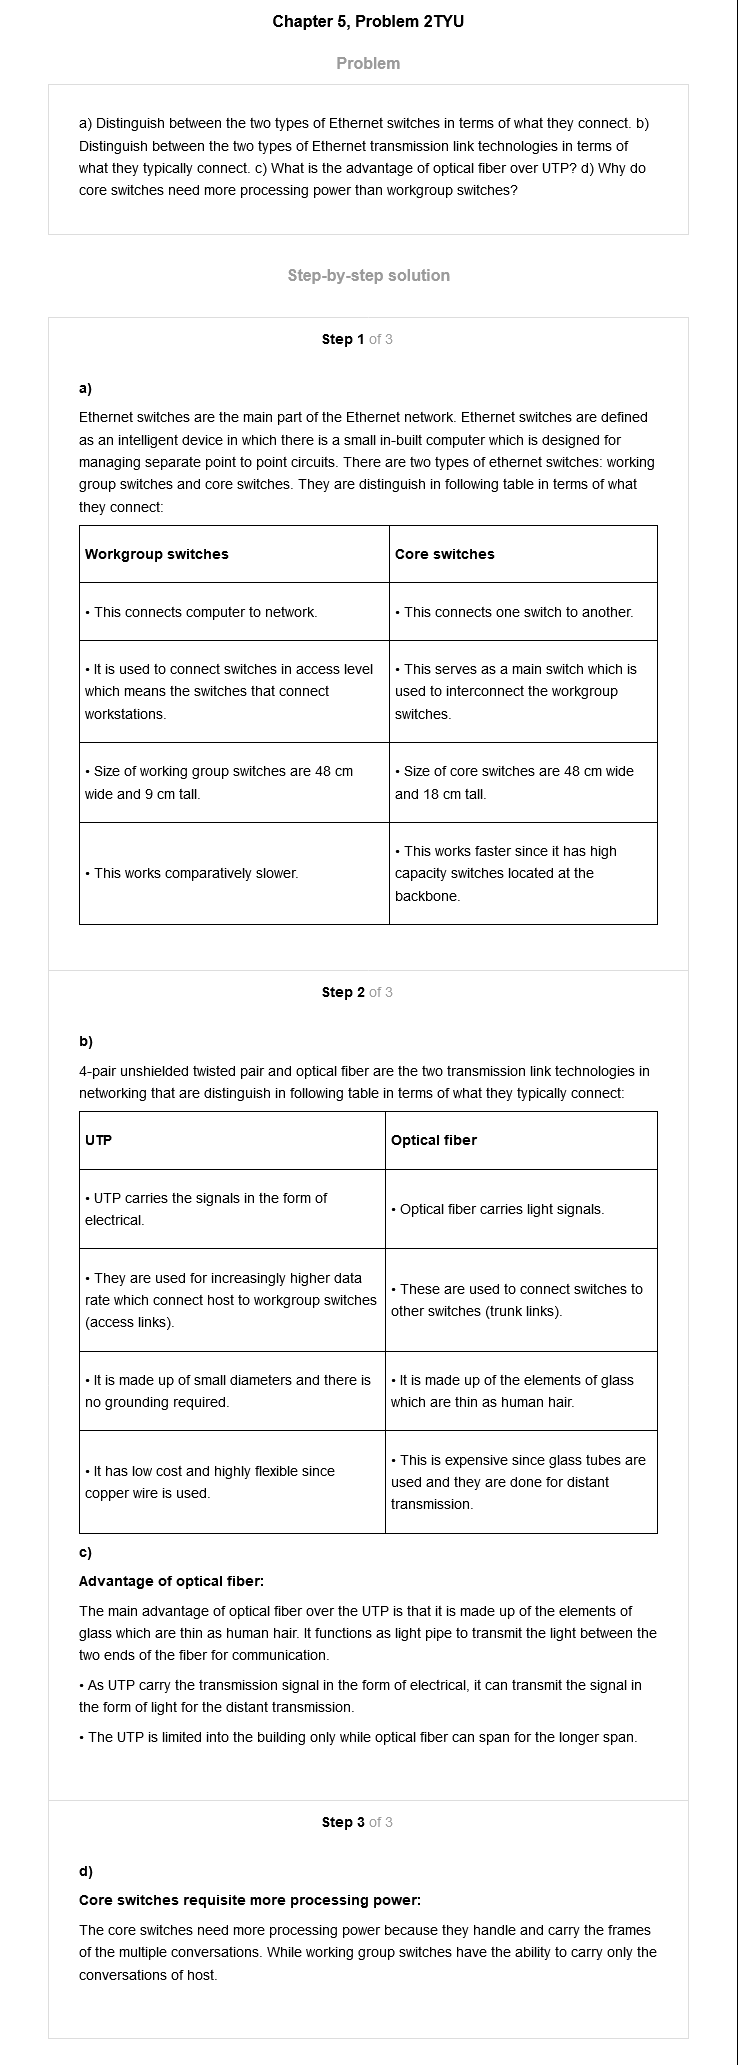 Chapter 5, Problem 2TYU
Problem
a) Distinguish between the two types of Ethernet switches in terms of what they connect. b)
Distinguish between the two types of Ethernet transmission link technologies in terms of
what they typically connect. c) What is the advantage of optical fiber over UTP? d) Why do
core switches need more processing power than workgroup switches?
Step-by-step solution
Step 1 of 3
a)
Ethernet switches are the main part of the Ethernet network. Ethernet switches are defined
as an intelligent device in which there is a small in-built computer which is designed for
managing separate point to point circuits. There are two types of ethernet switches: working
group switches and core switches. They are distinguish in following table in terms of what
they connect:
Workgroup switches
Core switches
• This connects computer to network.
• This connects one switch to another.
• It is used to connect switches in access level
which means the switches that connect
workstations.
• This serves as a main switch which is
used to interconnect the workgroup
switches.
• Size of working group switches are 48 cm
wide and 9 cm tall.
• Size of core switches are 48 cm wide
and 18 cm tall.
• This works comparatively slower.
• This works faster since it has high
capacity switches located at the
backbone.
Step 2 of 3
b)
4-pair unshielded twisted pair and optical fiber are the two transmission link technologies in
networking that are distinguish in following table in terms of what they typically connect:
UTP
Optical fiber
• UTP carries the signals in the form of
electrical.
• Optical fiber carries light signals.
• They are used for increasingly higher data
rate which connect host to workgroup switches
(access links).
• These are used to connect switches to
other switches (trunk links).
• It is made up of small diameters and there is
no grounding required.
• It is made up of the elements of glass
which are thin as human hair.
• It has low cost and highly flexible since
copper wire is used.
• This is expensive since glass tubes are
used and they are done for distant
transmission.
c)
Advantage of optical fiber:
The main advantage of optical fiber over the UTP is that it is made up of the elements of
glass which are thin as human hair. It functions as light pipe to transmit the light between the
two ends of the fiber for communication.
• As UTP carry the transmission signal in the form of electrical, it can transmit the signal in
the form of light for the distant transmission.
• The UTP is limited into the building only while optical fiber can span for the longer span.
Step 3 of 3
d)
Core switches requisite more processing power:
The core switches need more processing power because they handle and carry the frames
of the multiple conversations. While working group switches have the ability to carry only the
conversations of host.